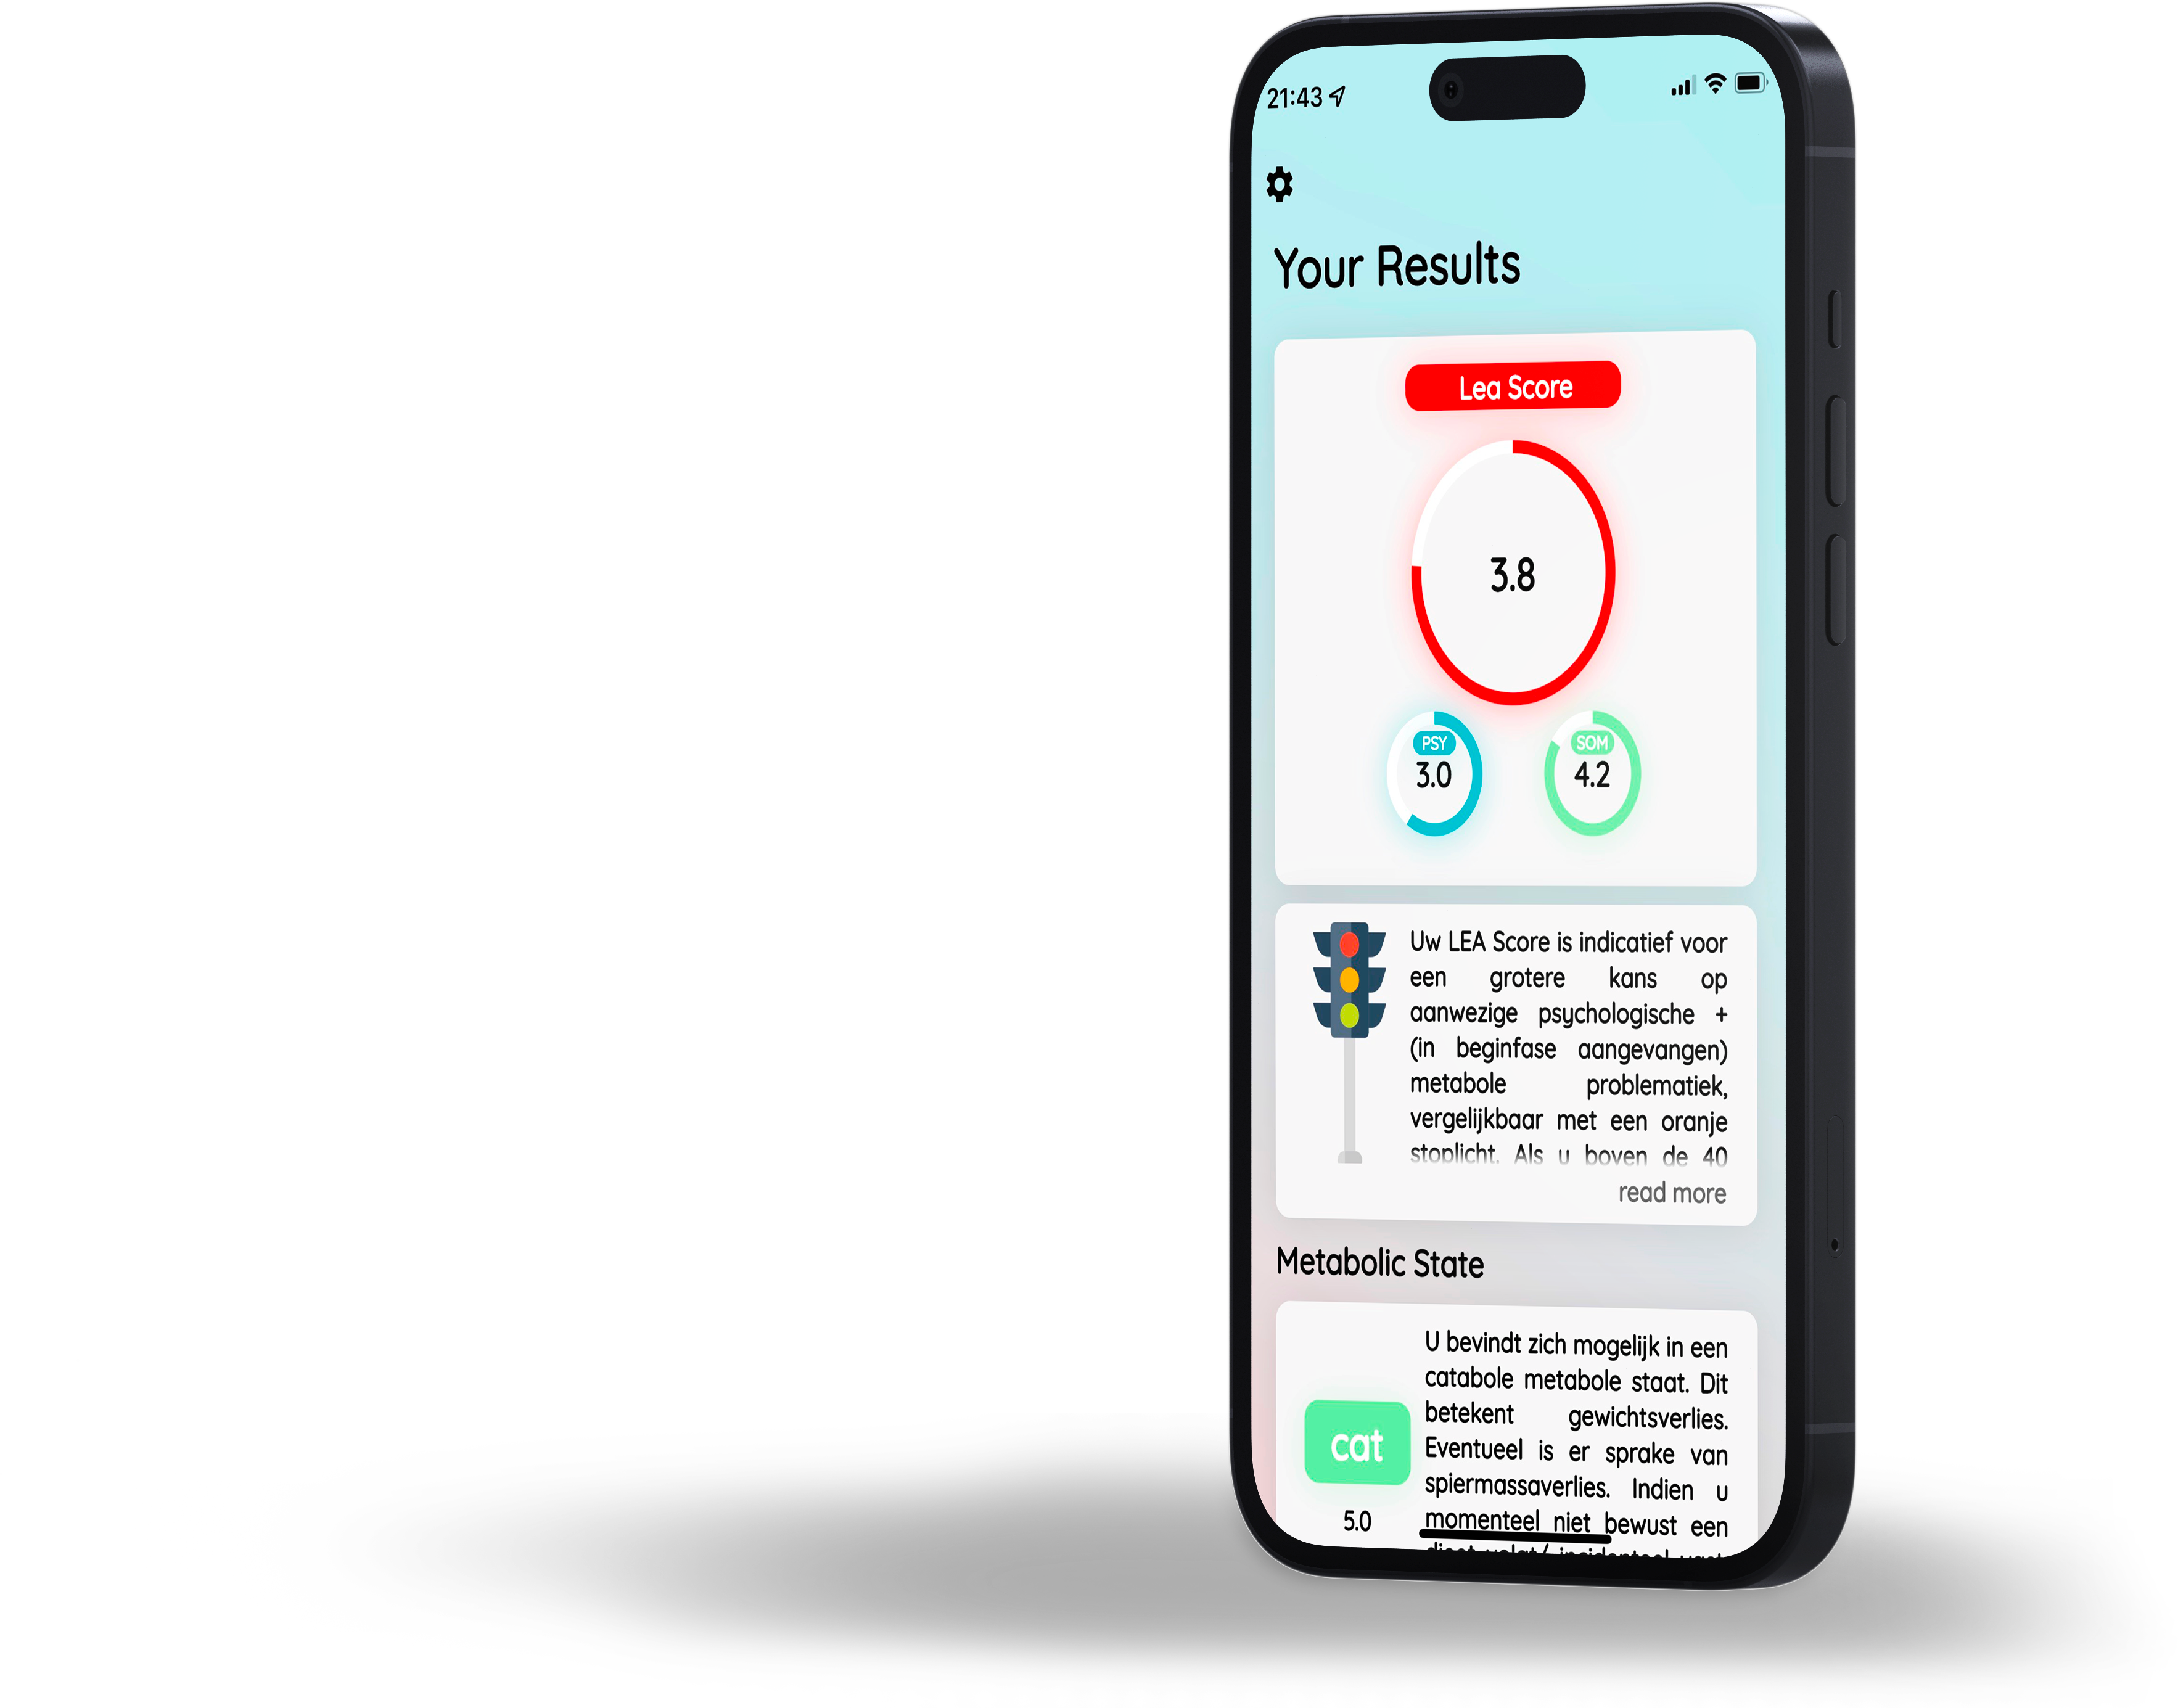 21:43
Your Results
Lea Score
3.8
PSY
3.0
SOM
4.2
Uw LEA Score is indicatief voor
een grotere kans op
aanwezige psychologische +
(in beginfase aangevangen)
metabole problematiek,
vergelijkbaar met een oranje
stoplicht. Als u boven de 40
read more
Metabolic State
cat
5.0
U bevindt zich mogelijk in een
catabole metabole staat. Dit
betekent gewichtsverlies.
Eventueel is er sprake van
spiermassaverlies. Indien u
momenteel niet bewust een